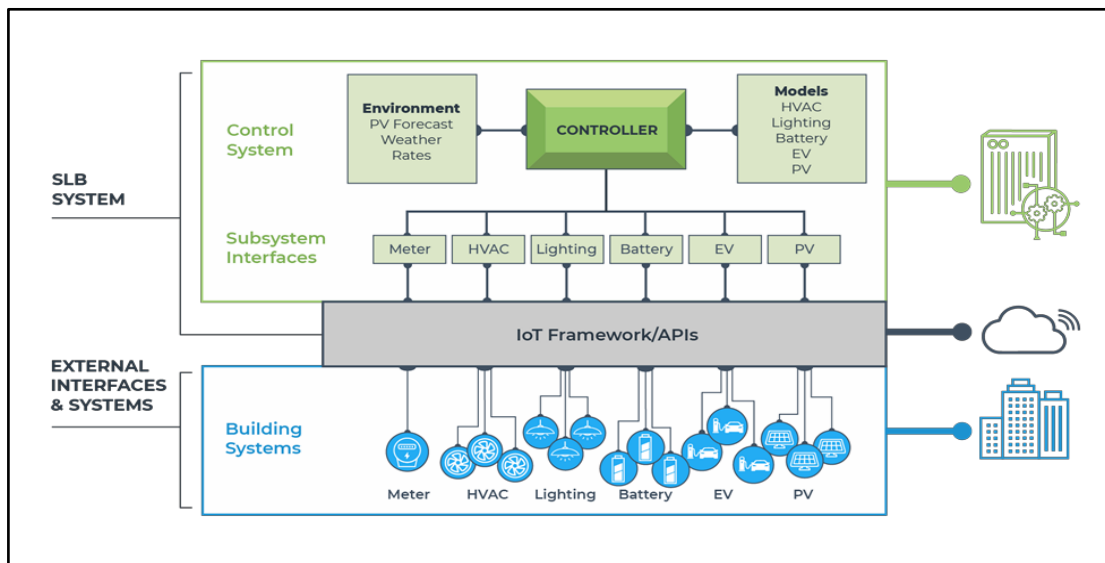 SLB
SYSTEM
Control
System
Environment
PV Forecast
Weather
Rates
CONTROLLER
Models
HVAC
Lighting
Battery
EV
PV
Subsystem
Interfaces
Meter
HVAC
Lighting
Battery
EV
PV
IoT Framework/APIs
EXTERNAL
INTERFACES
& SYSTEMS
Building
Systems
Meter
HVAC
Lighting
Battery
EV
PV